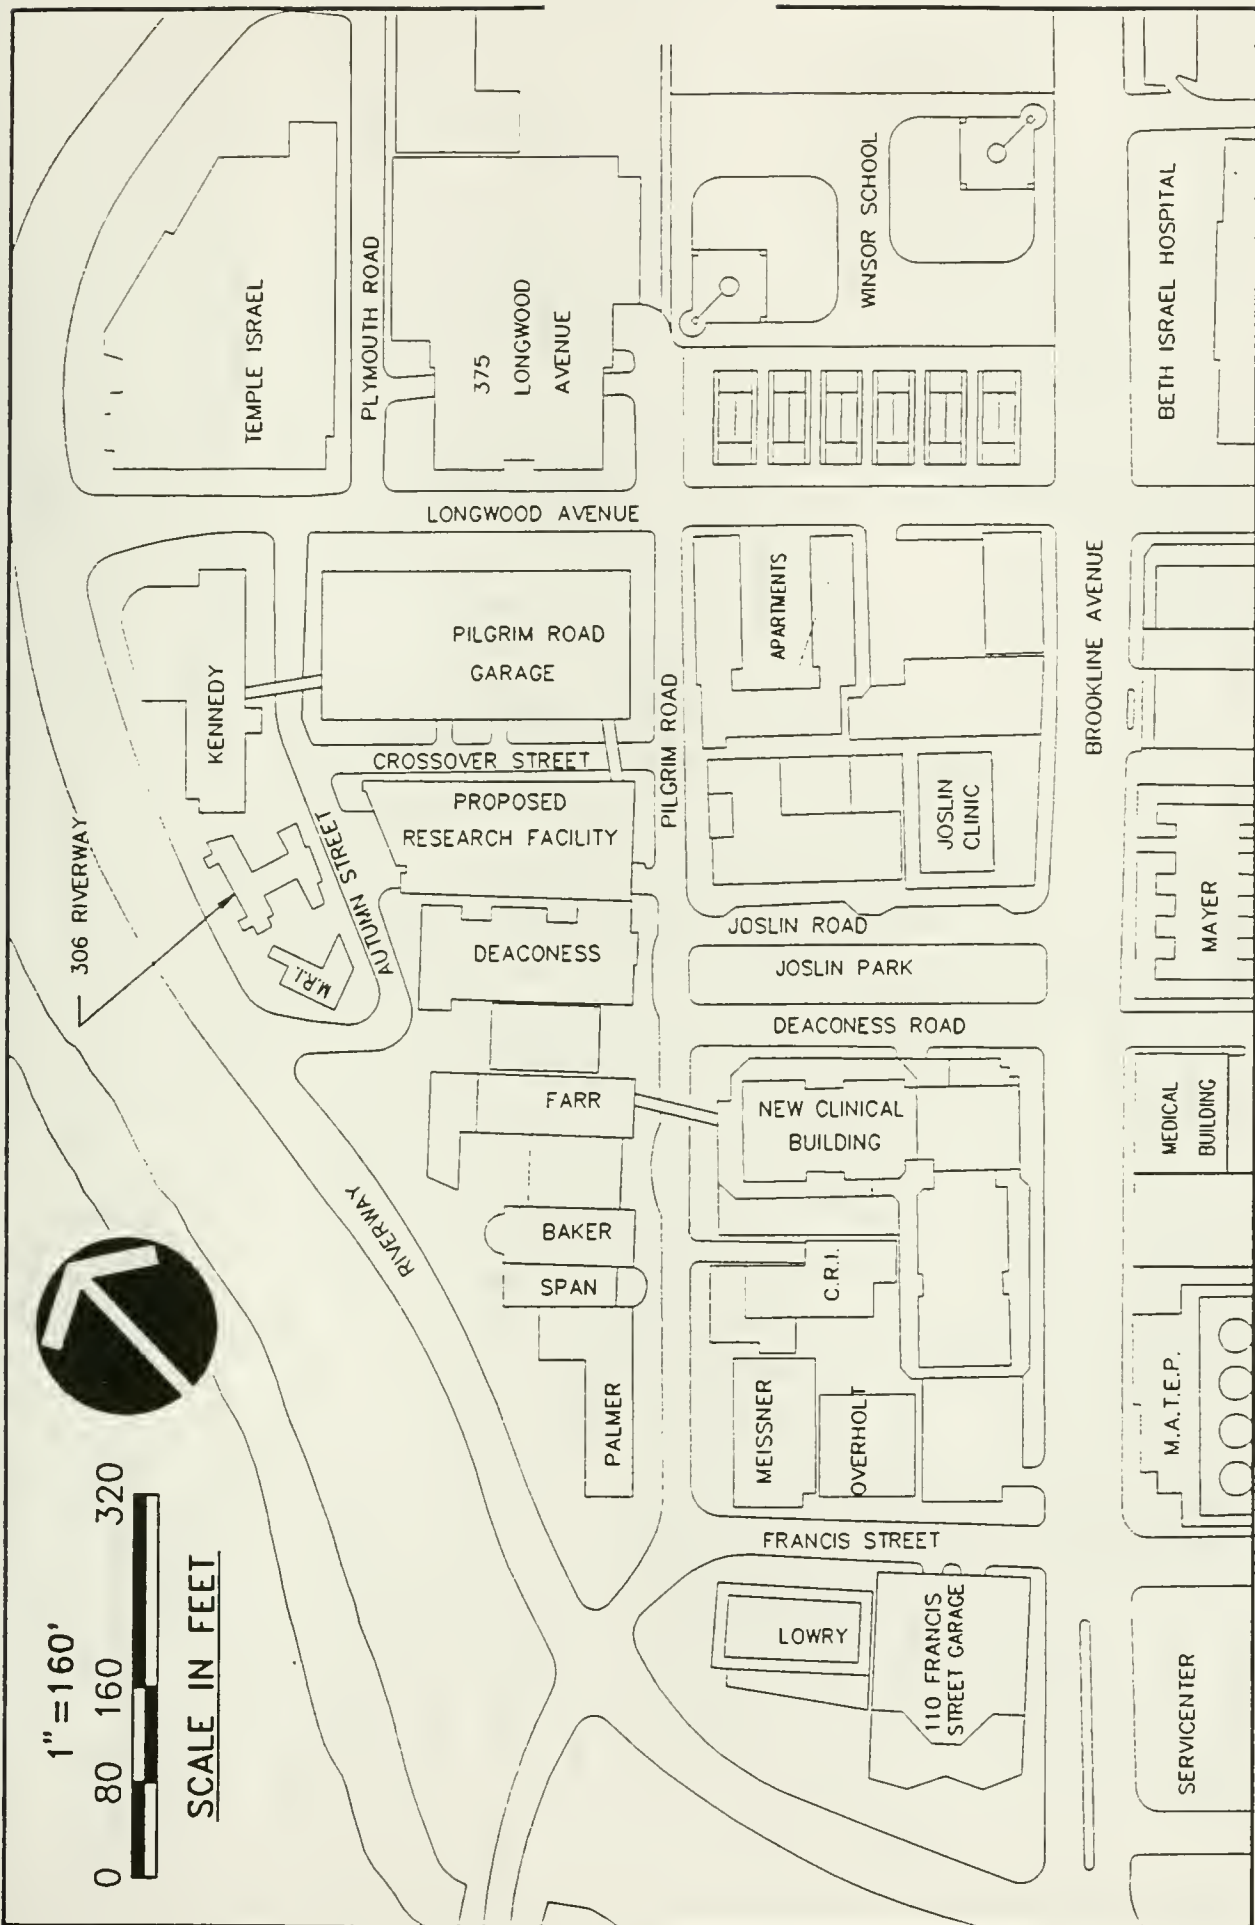 TEMPLE ISRAEL
PLYMOUTH ROAD
375
LONGWOOD
AVENUE
WINSOR SCHOOL
BETH ISRAEL HOSPITAL
LONGWOOD AVENUE
KENNEDY
PILGRIM ROAD
GARAGE
APARTMENTS
BROOKLINE AVENUE
PILGRIM ROAD
CROSSOVER STREET
PROPOSED
RESEARCH FACILITY
JOSLIN
CLINIC
306 RIVERWAY
AUTUMN STREET
M.R.I.
DEACONESS
JOSLIN ROAD
JOSLIN PARK
MAYER
DEACONESS ROAD
FARR
NEW CLINICAL
BUILDING
MEDICAL
BUILDING
RIVERWAY
BAKER
SPAN
C.R.I.
PALMER
MEISSNER
OVERHOLT
M.A.T.E.P.
FRANCIS STREET
LOWRY
110 FRANCIS
STREET GARAGE
SERVICENTER
1"=160'
0 80 160 320
SCALE IN FEET